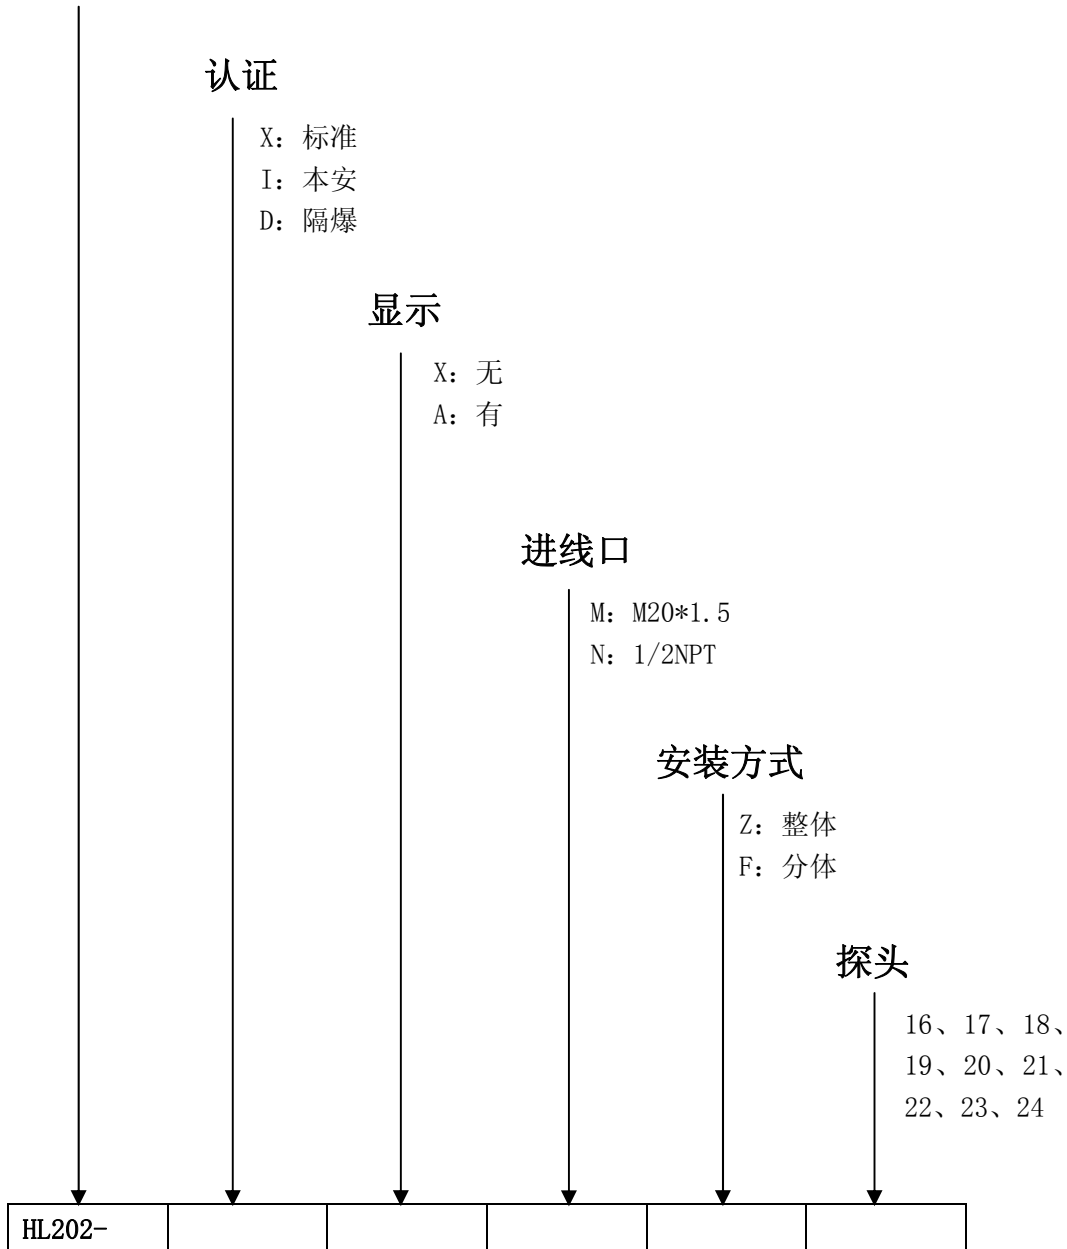 认证
X：标准
I：本安
D：隔爆
显示
X：无
A：有
进线口
M：M20*1.5
N：1/2NPT
安装方式
Z：整体
F：分体
探头
16、17、18、
19、20、21、
22、23、24
HL202-